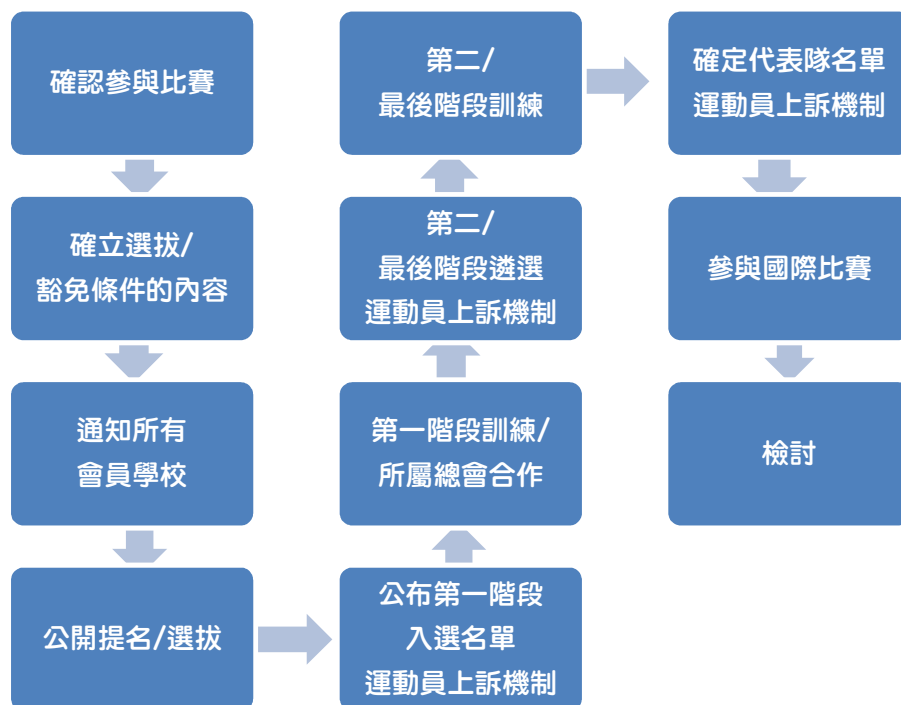 確認參與比賽
確立選拔/
豁免條件的內容
通知所有
會員學校
公開提名/選拔
公布第一階段
入選名單
運動員上訴機制
第一階段訓練/
所屬總會合作
第二/
最後階段遴選
運動員上訴機制
第二/
最後階段訓練
確定代表隊名單
運動員上訴機制
參與國際比賽
檢討